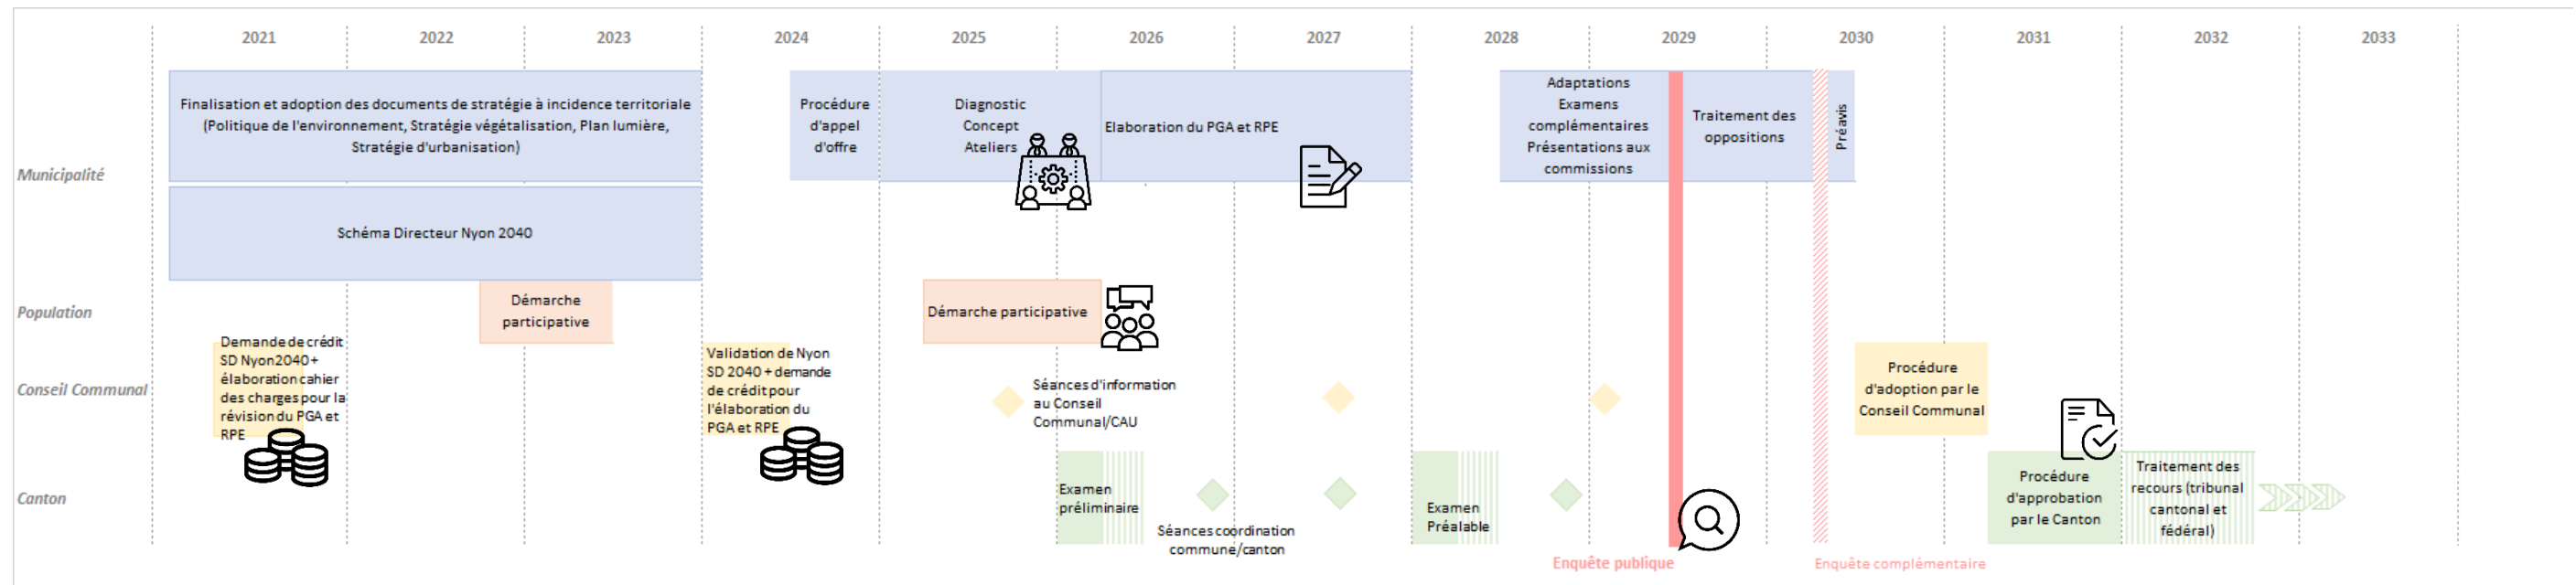 2021 2022 2023 2024 2025 2026 2027 2028 2029 2030 2031 2032 2033
Municipalité
Finalisation et adoption des documents de stratégie à incidence territoriale
(Politique de l'environnement, Stratégie végétalisation, Plan lumière,
Stratégie d'urbanisation)
Procédure
d'appel
d'offre
Diagnostic
Concept
Ateliers
Elaboration du PGA et RPE
Adaptations
Examens
complémentaires
Présentations aux
commissions
Traitement des
oppositions
Préavis
Schéma Directeur Nyon 2040
Population
Démarche
participative
Démarche participative
Conseil Communal
Demande de crédit
SD Nyon2040 +
élaboration cahier
des charges pour la
révision du PGA et
RPE
Validation de Nyon
SD 2040 + demande
de crédit pour
l'élaboration du
PGA et RPE
Séances d'information
au Conseil
Communal/CAU
Procédure
d'adoption par le
Conseil Communal
Canton
Examen
préliminaire
Séances coordination
commune/canton
Examen
Préalable
Procédure
d'approbation
par le Canton
Traitement des
recours (tribunal
cantonal et
fédéral)
Enquête publique
Enquête complémentaire